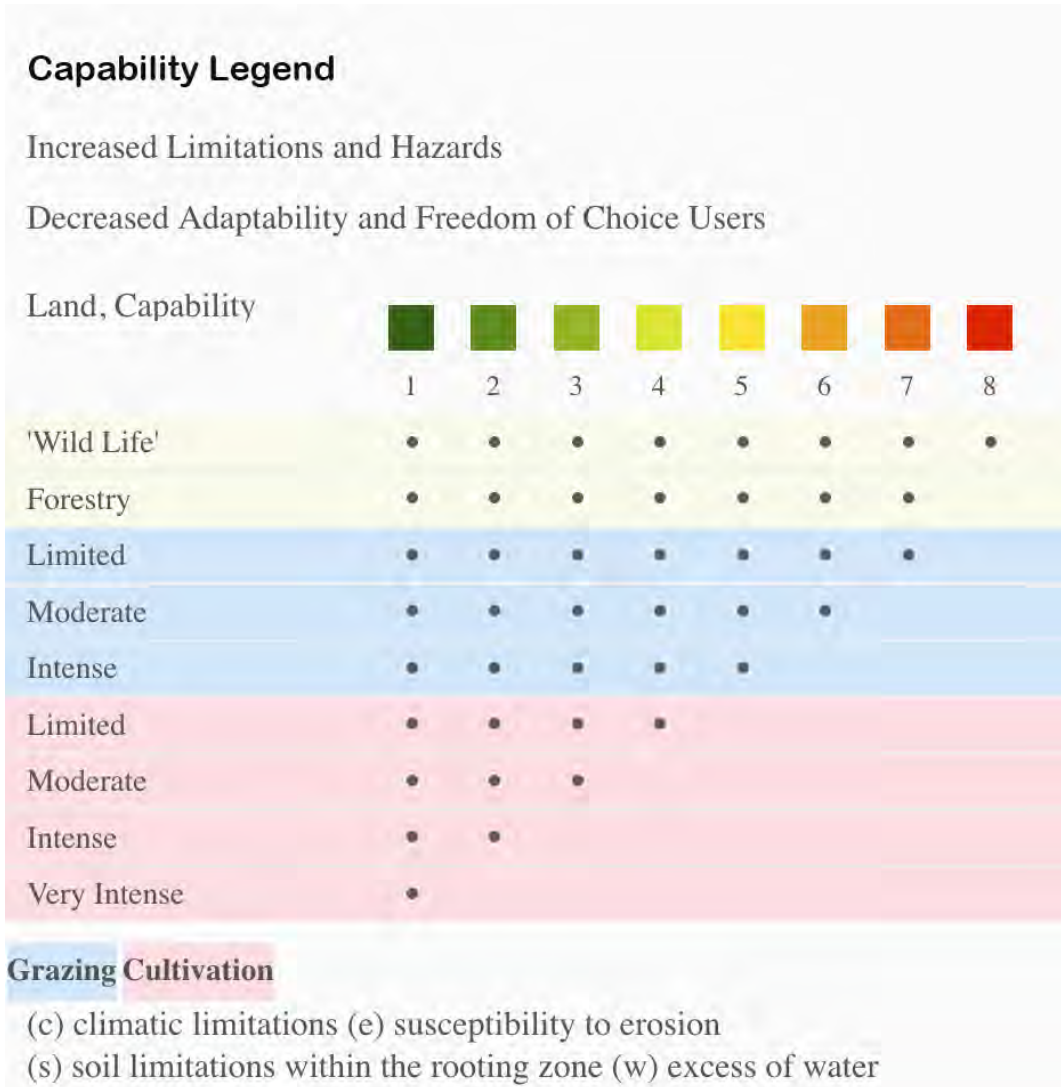 Capability Legend
Increased Limitations and Hazards
Decreased Adaptability and Freedom of Choice Users
Land, Capability
1 2 3 4 5 6 7 8
'Wild Life'
Forestry
Limited
Moderate
Intense
Limited
Moderate
Intense
Very Intense
Grazing Cultivation
(c) climatic limitations (e) susceptibility to erosion
(s) soil limitations within the rooting zone (w) excess of water